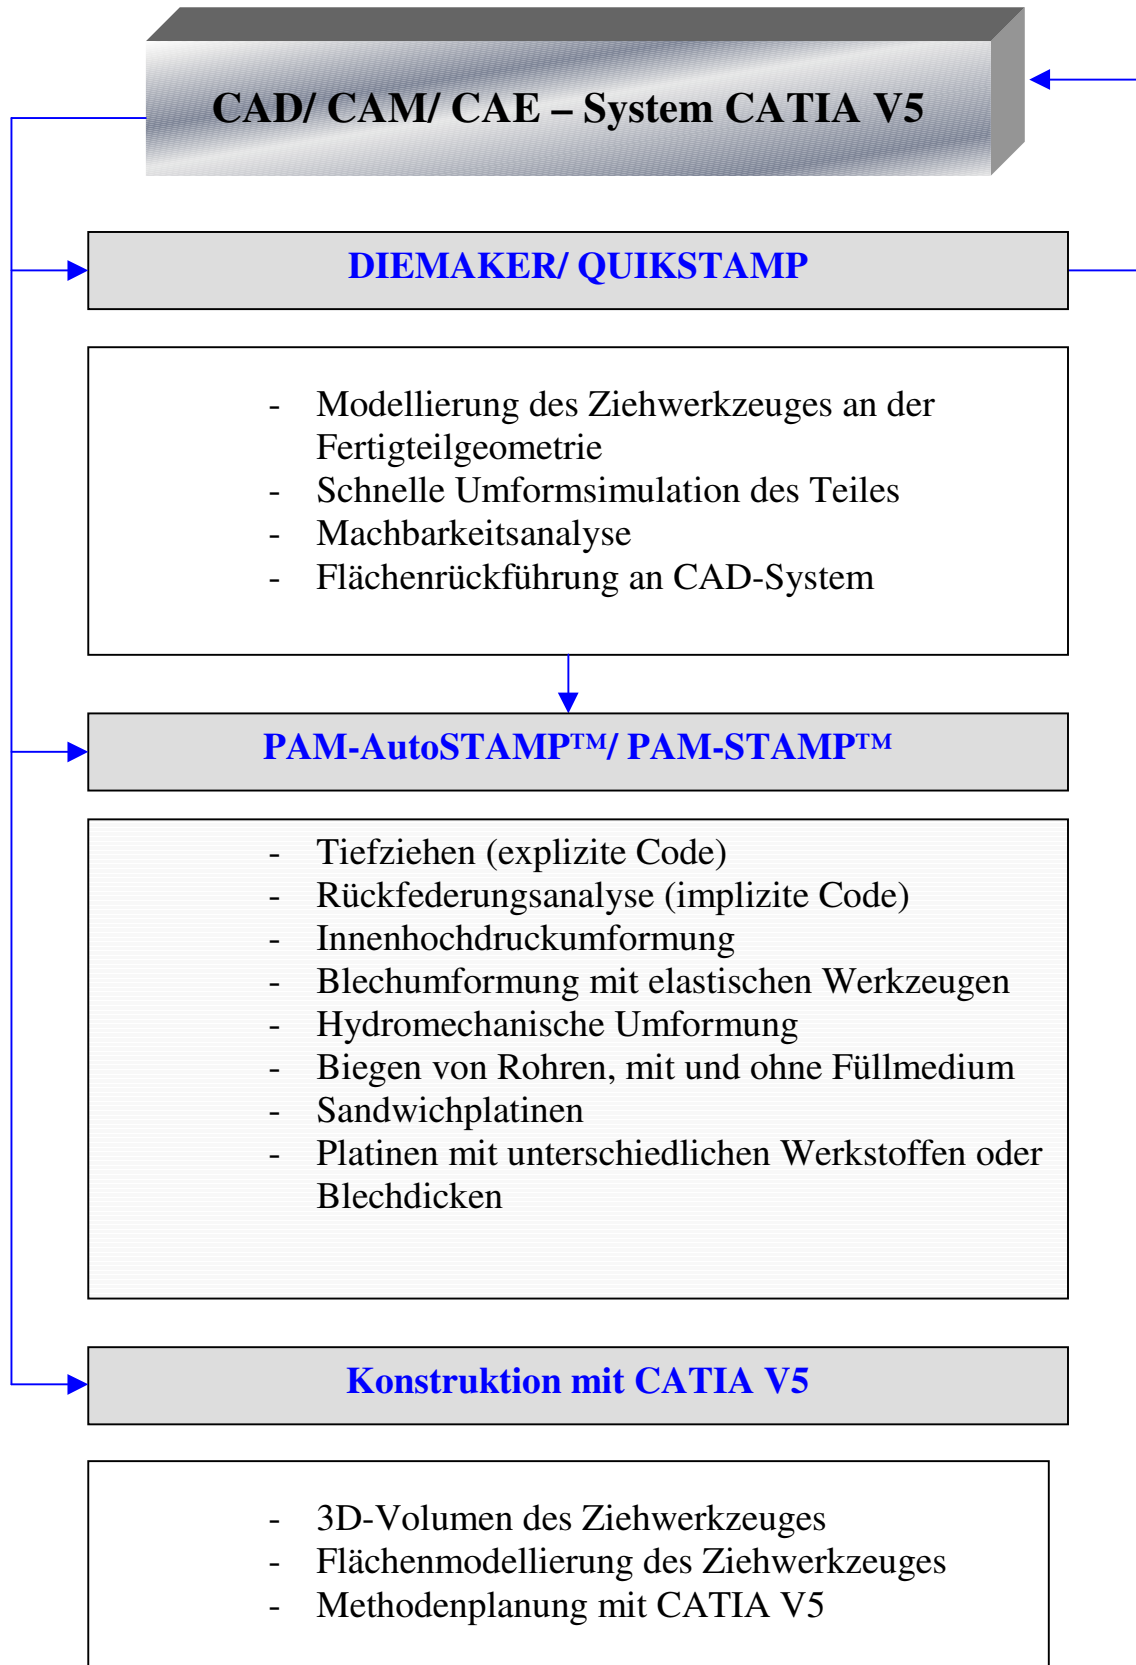 CAD/ CAM/ CAE – System CATIA V5
DIEMAKER/ QUIKSTAMP
- Modellierung des Ziehwerkzeuges an der
Fertigteilgeometrie
- Schnelle Umformsimulation des Teiles
- Machbarkeitsanalyse
- Flächenrückführung an CAD-System
PAM-AutoSTAMP™/ PAM-STAMP™
- Tiefziehen (explizite Code)
- Rückfederungsanalyse (implizite Code)
- Innenhochdruckumformung
- Blechumformung mit elastischen Werkzeugen
- Hydromechanische Umformung
- Biegen von Rohren, mit und ohne Füllmedium
- Sandwichplatinen
- Platinen mit unterschiedlichen Werkstoffen oder
Blechdicken
Konstruktion mit CATIA V5
- 3D-Volumen des Ziehwerkzeuges
- Flächenmodellierung des Ziehwerkzeuges
- Methodenplanung mit CATIA V5